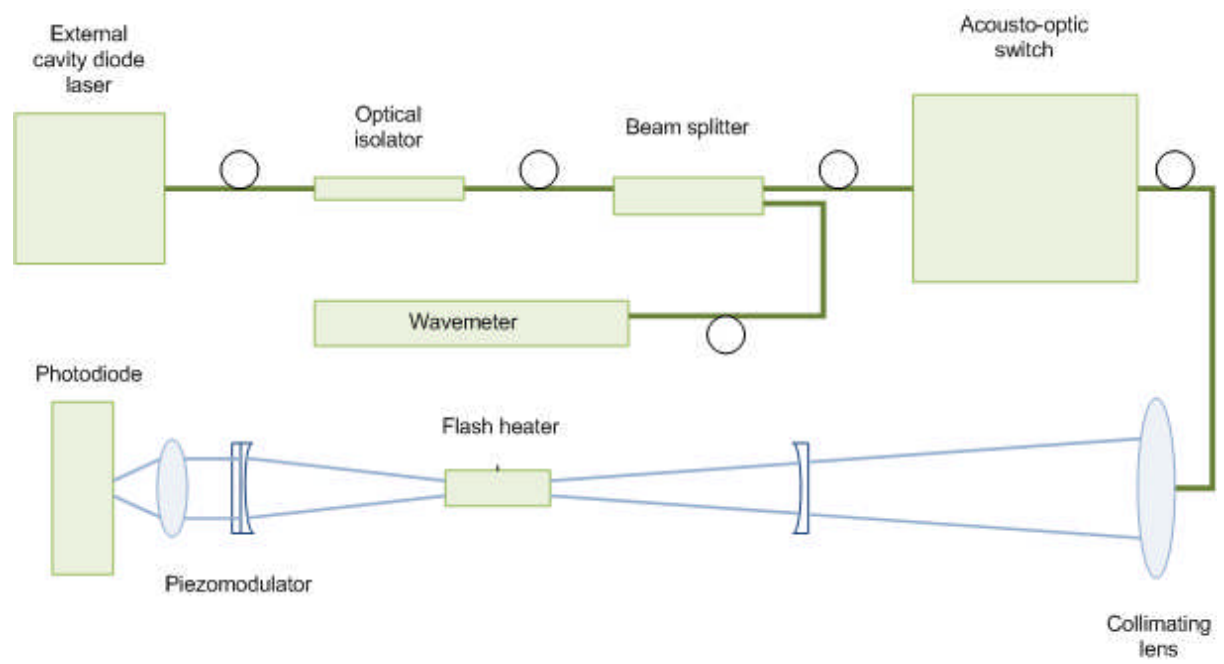 External
cavity diode
laser
Optical
isolator
Beam splitter
Acousto-optic
switch
Wavemeter
Photodiode
Flash heater
Piezomodulator
Collimating
lens